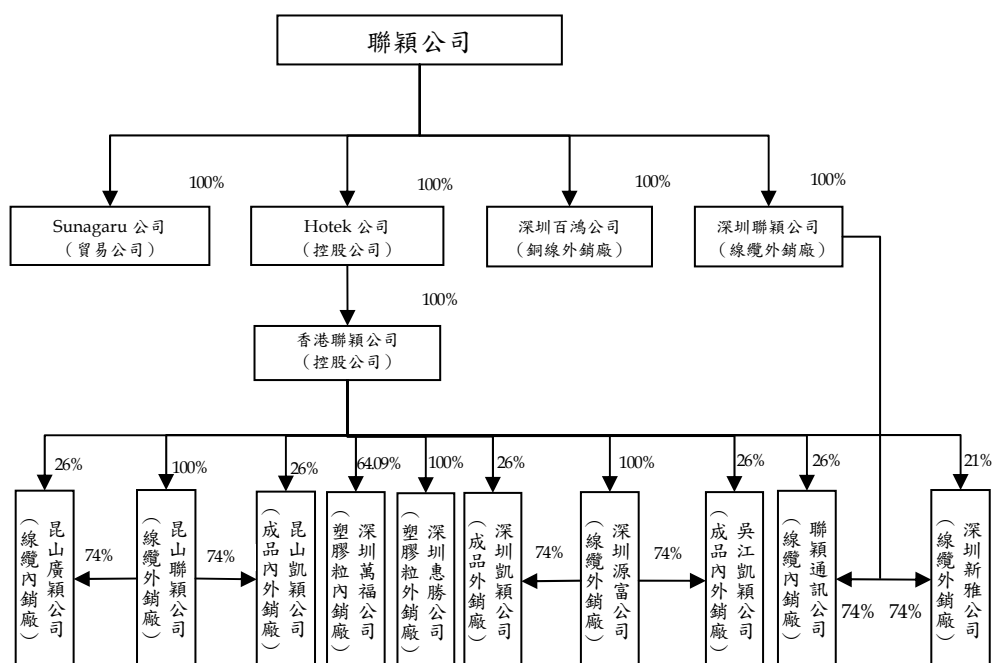 聯穎公司
100%
100%
100%
100%
Sunagaru 公司
（貿易公司）
Hotek 公司
（控股公司）
深圳百鴻公司
（銅線外銷廠）
深圳聯穎公司
（線纜外銷廠）
100%
香港聯穎公司
（控股公司）
26%
100%
26%
64.09%
100%
26%
100%
26%
26%
21%
昆山廣穎公司
（線纜內銷廠）
74%
昆山聯穎公司
（線纜外銷廠）
74%
昆山凱穎公司
（成品內外銷廠）
深圳萬福公司
（塑膠粒內銷廠）
深圳惠勝公司
（塑膠粒外銷廠）
深圳凱穎公司
（成品外銷廠）
74%
深圳源富公司
（線纜外銷廠）
74%
吳江凱穎公司
（成品內外銷廠）
聯穎通訊公司
（線纜內銷廠）
74%
74%
深圳新雅公司
（線纜外銷廠）